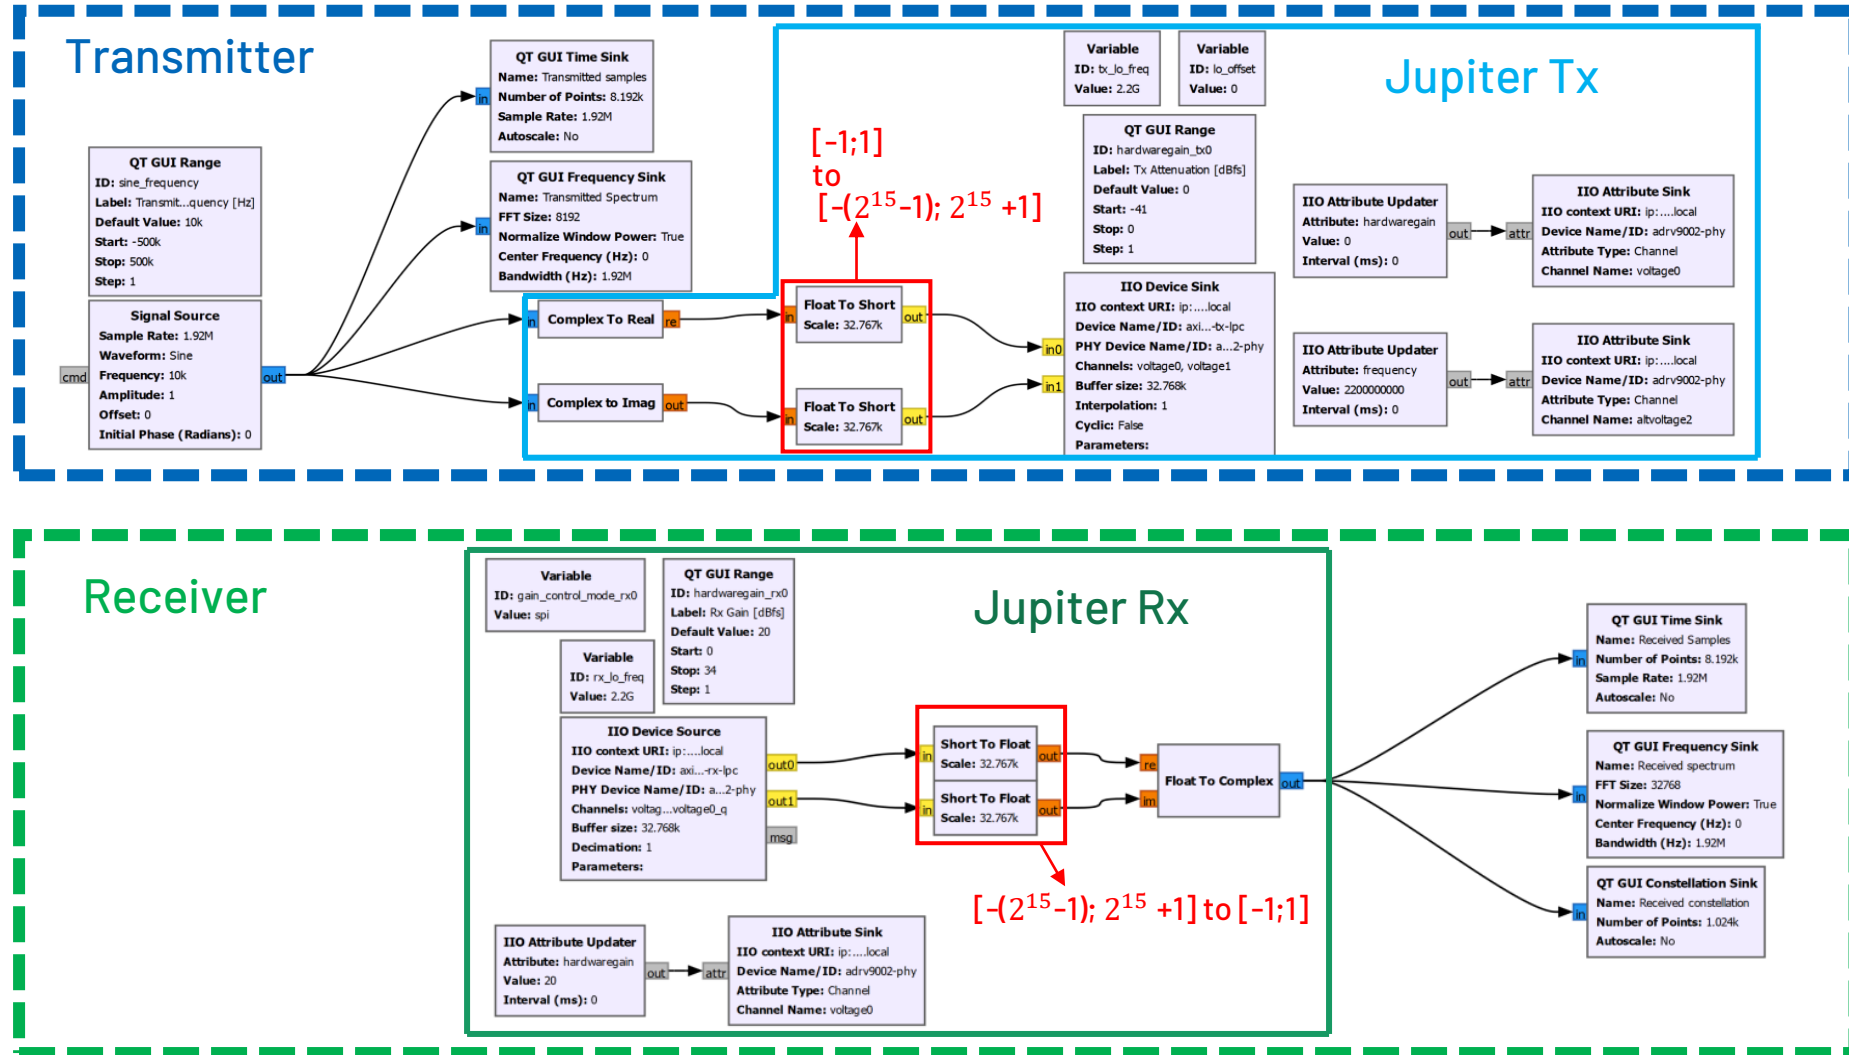 Transmitter
QT GUI Time Sink
Name: Transmitted samples
Number of Points: 8.192k
Sample Rate: 1.92M
Autoscale: No
in
QT GUI Frequency Sink
Name: Transmitted Spectrum
FFT Size: 8192
Normalize Window Power: True
Center Frequency (Hz): 0
Bandwidth (Hz): 1.92M
in
QT GUI Range
ID: sine_frequency
Label: Transmit...quency [Hz]
Default Value: 10k
Start: -500k
Stop: 500k
Step: 1
Signal Source
Sample Rate: 1.92M
Waveform: Sine
Frequency: 10k
Amplitude: 1
Offset: 0
Initial Phase (Radians): 0
cmd
out
Jupiter Tx
in
Complex To Real
re
in
Complex to Imag
out
[-1;1]
to
[-(2¹⁵-1); 2¹⁵ +1]
in
Float To Short
Scale: 32.767k
out
in
Float To Short
Scale: 32.767k
out
Variable
ID: tx_lo_freq
Value: 2.2G
Variable
ID: lo_offset
Value: 0
QT GUI Range
ID: hardwaregain_tx0
Label: Tx Attenuation [dBfs]
Default Value: 0
Start: -41
Stop: 0
Step: 1
IIO Device Sink
IIO context URI: ip:....local
Device Name/ID: axi...-tx-lpc
PHY Device Name/ID: a...2-phy
Channels: voltage0, voltage1
Buffer size: 32.768k
Interpolation: 1
Cyclic: False
Parameters:
in0
in1
IIO Attribute Updater
Attribute: hardwaregain
Value: 0
Interval (ms): 0
out
attr
IIO Attribute Sink
IIO context URI: ip:....local
Device Name/ID: adrv9002-phy
Attribute Type: Channel
Channel Name: voltage0
IIO Attribute Updater
Attribute: frequency
Value: 2200000000
Interval (ms): 0
out
attr
IIO Attribute Sink
IIO context URI: ip:....local
Device Name/ID: adrv9002-phy
Attribute Type: Channel
Channel Name: altvoltage2
Receiver
Jupiter Rx
Variable
ID: gain_control_mode_rx0
Value: spi
QT GUI Range
ID: hardwaregain_rx0
Label: Rx Gain [dBfs]
Default Value: 20
Start: 0
Stop: 34
Step: 1
Variable
ID: rx_lo_freq
Value: 2.2G
IIO Device Source
IIO context URI: ip:....local
Device Name/ID: axi...-rx-lpc
PHY Device Name/ID: a...2-phy
Channels: voltag...voltage0_q
Buffer size: 32.768k
Decimation: 1
Parameters:
out0
out1
msg
in
Short To Float
Scale: 32.767k
out
in
Short To Float
Scale: 32.767k
out
re
im
Float To Complex
out
[-(2¹⁵-1); 2¹⁵ +1] to [-1;1]
IIO Attribute Updater
Attribute: hardwaregain
Value: 20
Interval (ms): 0
out
attr
IIO Attribute Sink
IIO context URI: ip:....local
Device Name/ID: adrv9002-phy
Attribute Type: Channel
Channel Name: voltage0
in
QT GUI Time Sink
Name: Received Samples
Number of Points: 8.192k
Sample Rate: 1.92M
Autoscale: No
in
QT GUI Frequency Sink
Name: Received spectrum
FFT Size: 32768
Normalize Window Power: True
Center Frequency (Hz): 0
Bandwidth (Hz): 1.92M
in
QT GUI Constellation Sink
Name: Received constellation
Number of Points: 1.024k
Autoscale: No